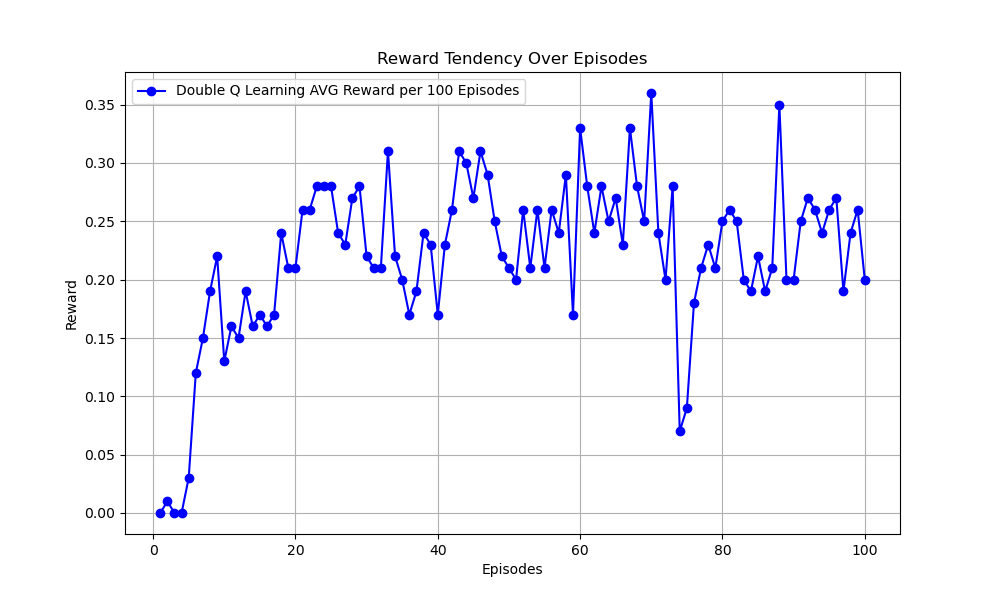 Reward Tendency Over Episodes
Double Q Learning AVG Reward per 100 Episodes
0.35
0.30
0.25
0.20
0.15
0.10
0.05
0.00
Reward
0 20 40 60 80 100
Episodes